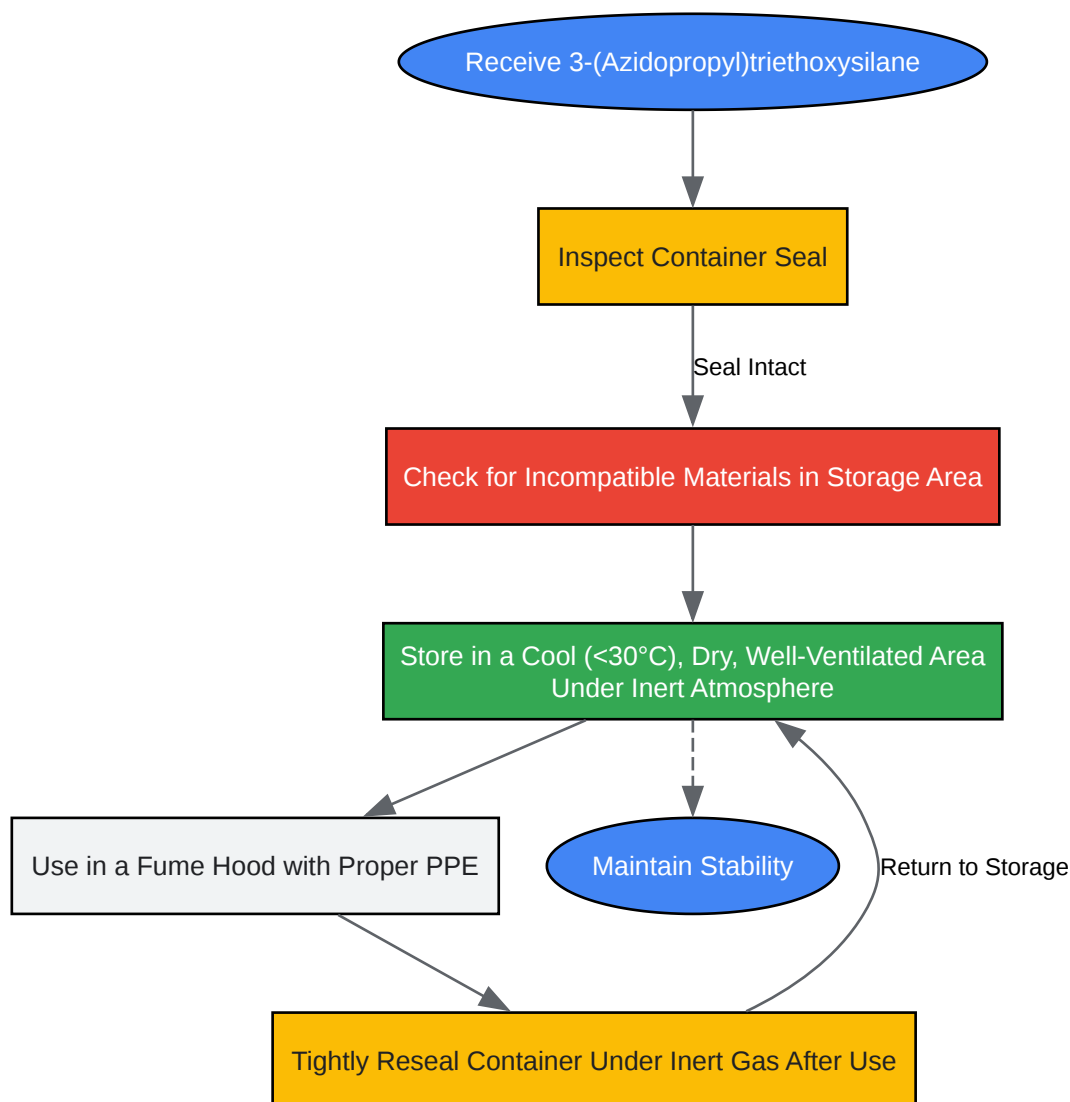 Receive 3-(Azidopropyl)triethoxysilane
Inspect Container Seal
Seal Intact
Check for Incompatible Materials in Storage Area
Store in a Cool (<30°C), Dry, Well-Ventilated Area
Under Inert Atmosphere
Use in a Fume Hood with Proper PPE
Maintain Stability
Return to Storage
Tightly Reseal Container Under Inert Gas After Use